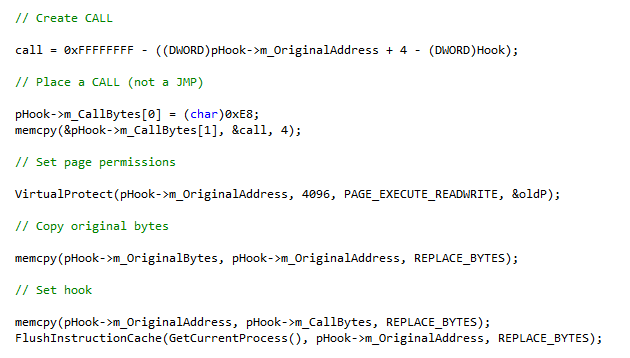 // Create CALL
call = 0xFFFFFFFF - ((DWORD)pHook->m_OriginalAddress + 4 - (DWORD)Hook);
// Place a CALL (not a JMP)
pHook->m_CallBytes[0] = (char)0xE8;
memcpy(&pHook->m_CallBytes[1], &call, 4);
// Set page permissions
VirtualProtect(pHook->m_OriginalAddress, 4096, PAGE_EXECUTE_READWRITE, &oldP);
// Copy original bytes
memcpy(pHook->m_OriginalBytes, pHook->m_OriginalAddress, REPLACE_BYTES);
// Set hook
memcpy(pHook->m_OriginalAddress, pHook->m_CallBytes, REPLACE_BYTES);
FlushInstructionCache(GetCurrentProcess(), pHook->m_OriginalAddress, REPLACE_BYTES);